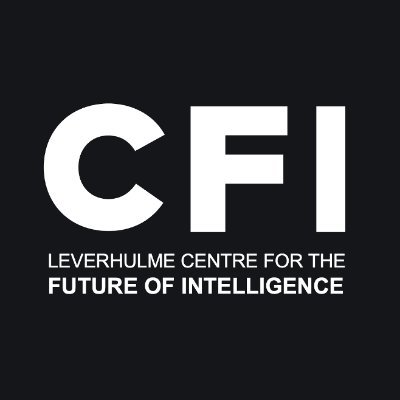 CFI
LEVERHULME CENTRE FOR THE
FUTURE OF INTELLIGENCE